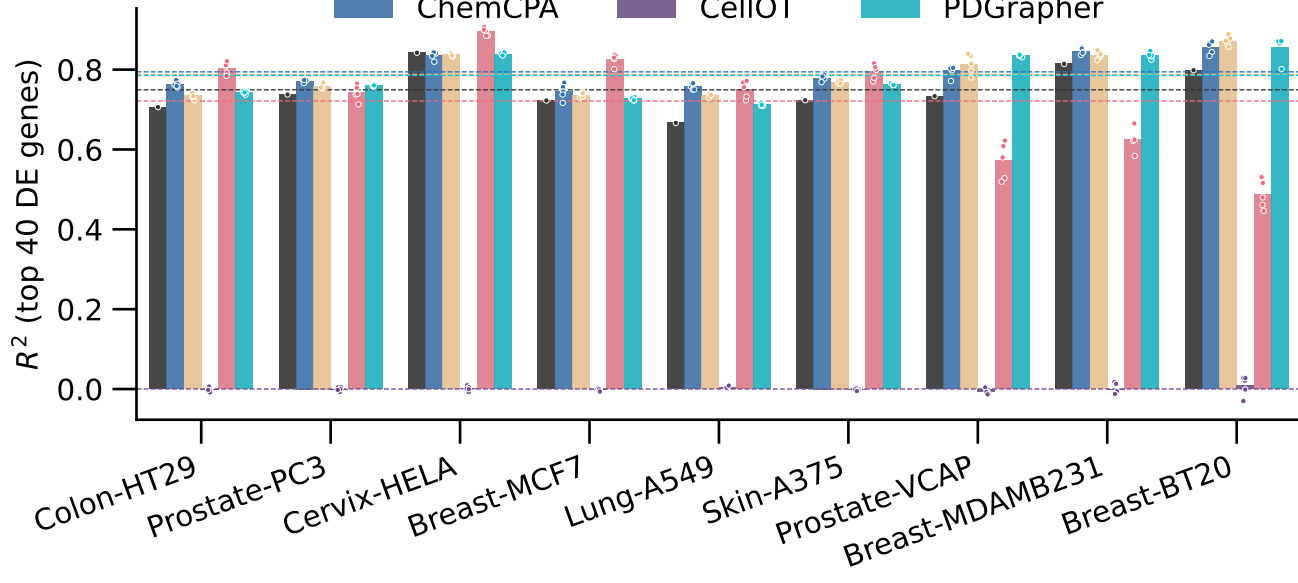 ChemCPA CellOT PDGrapher
R² (top 40 DE genes)
0.8
0.6
0.4
0.2
0.0
Colon-HT29
Prostate-PC3
Cervix-HELA
Breast-MCF7
Lung-A549
Skin-A375
Prostate-VCAP
Breast-MDAMB231
Breast-BT20